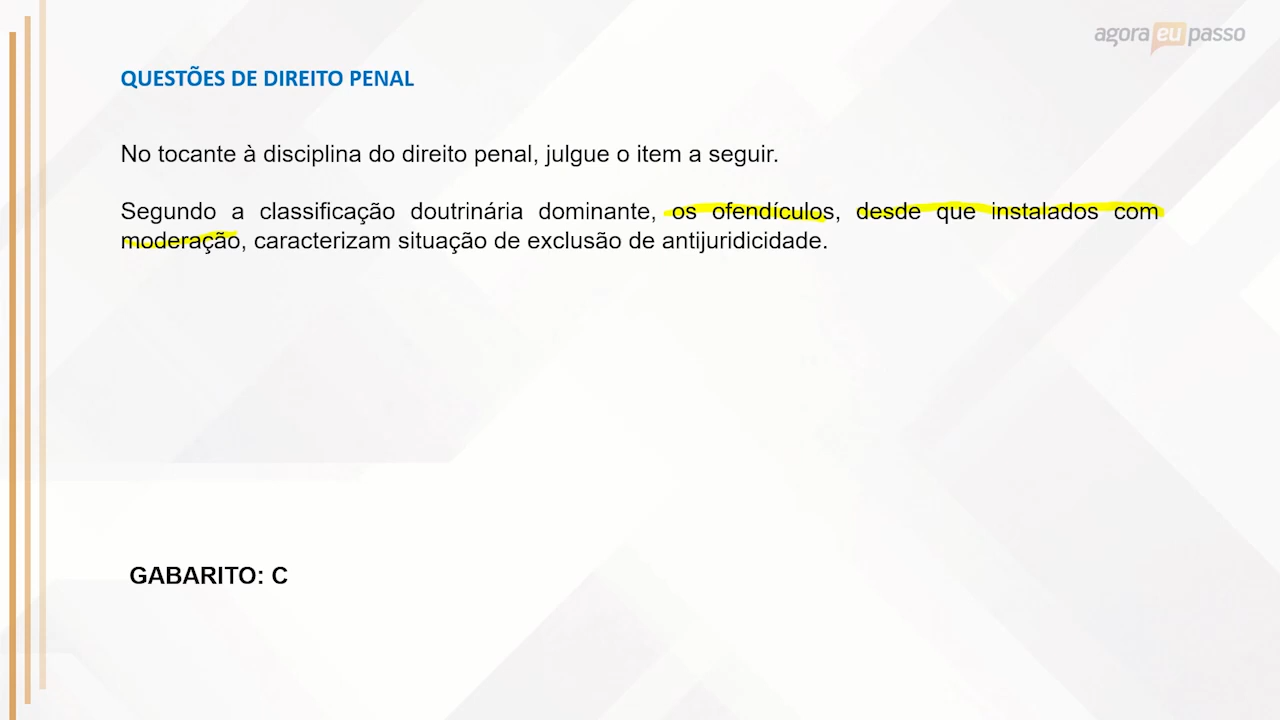 agora eu passo
QUESTÕES DE DIREITO PENAL
No tocante à disciplina do direito penal, julgue o item a seguir.
Segundo a classificação doutrinária dominante, os ofendículos, desde que instalados com
moderação, caracterizam situação de exclusão de antijuridicidade.
GABARITO: C